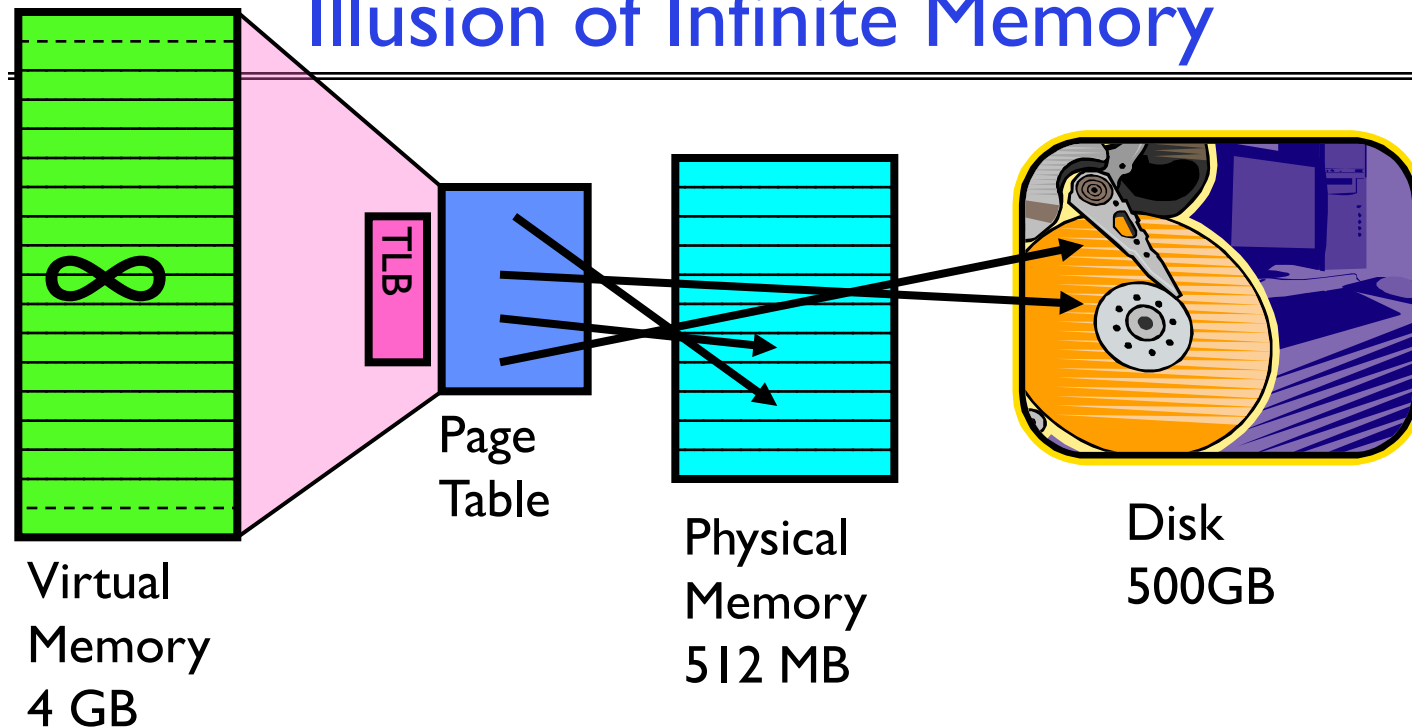 Illusion of Infinite Memory
∞
TLB
Page
Table
Virtual
Memory
4 GB
Physical
Memory
512 MB
Disk
500GB